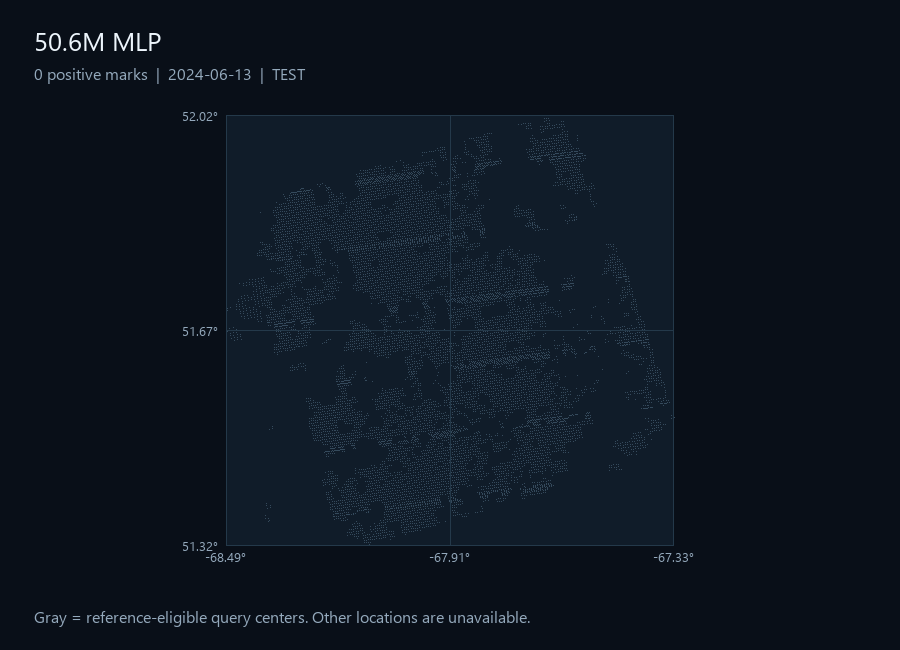 50.6M MLP
0 positive marks | 2024-06-13 | TEST
52.02°
51.67°
51.32°
-68.49° -67.91° -67.33°
Gray = reference-eligible query centers. Other locations are unavailable.